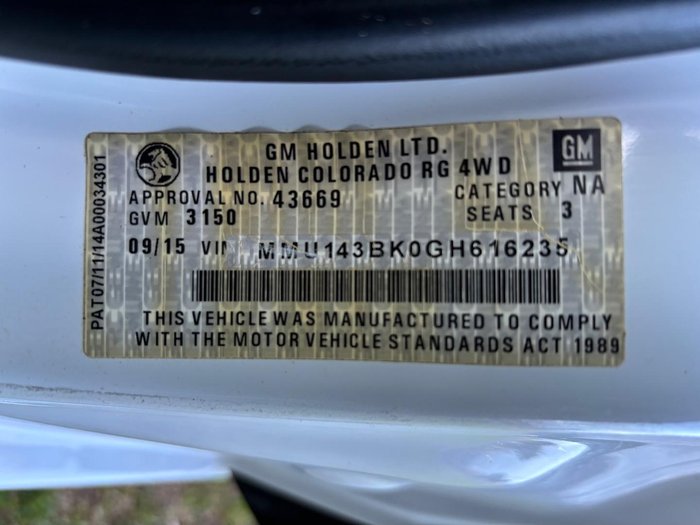 GM HOLDEN LTD.
HOLDEN COLORADO RG 4WD
GM
APPROVAL NO. 43669
CATEGORY NA
GVM 3150
SEATS 3
09/15 VIN MMU143BK0GH616235
THIS VEHICLE WAS MANUFACTURED TO COMPLY
WITH THE MOTOR VEHICLE STANDARDS ACT 1989
PAT07/11/14A00034301